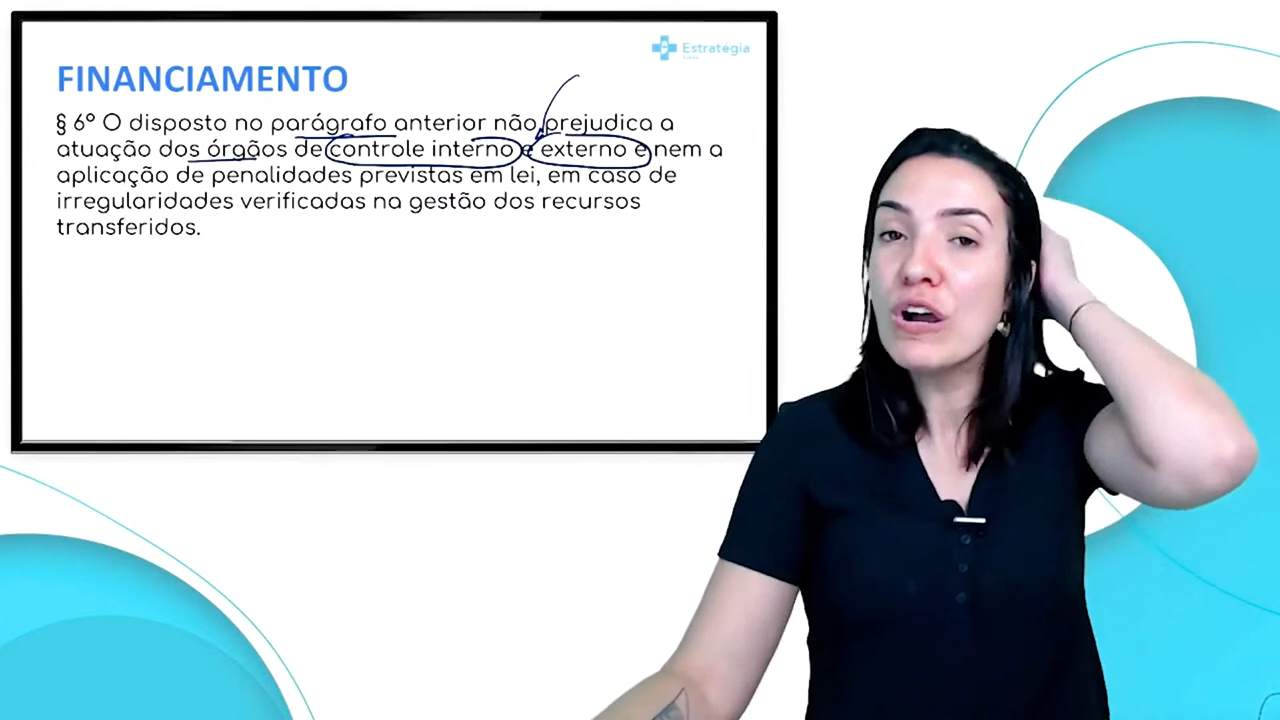 Estratégia
FINANCIAMENTO
§ 6º O disposto no parágrafo anterior não prejudica a
atuação dos órgãos de controle interno e externo e nem a
aplicação de penalidades previstas em lei, em caso de
irregularidades verificadas na gestão dos recursos
transferidos.